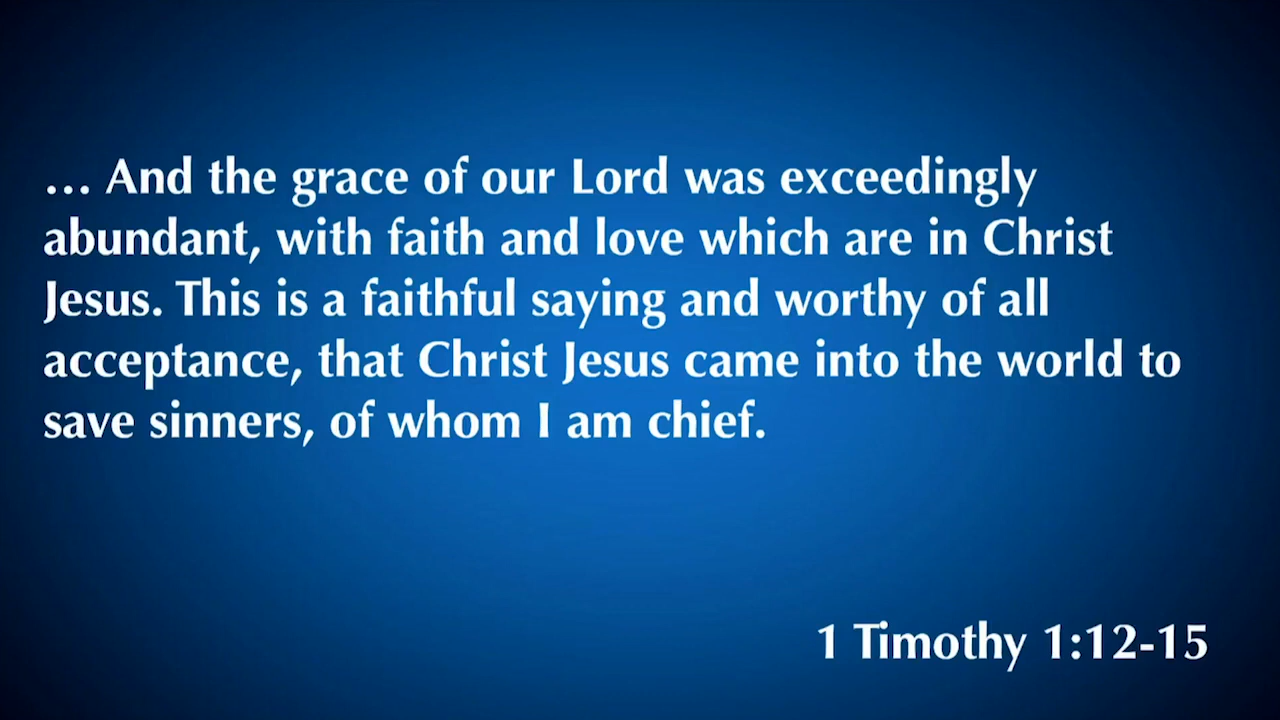 … And the grace of our Lord was exceedingly
abundant, with faith and love which are in Christ
Jesus. This is a faithful saying and worthy of all
acceptance, that Christ Jesus came into the world to
save sinners, of whom I am chief.
1 Timothy 1:12-15